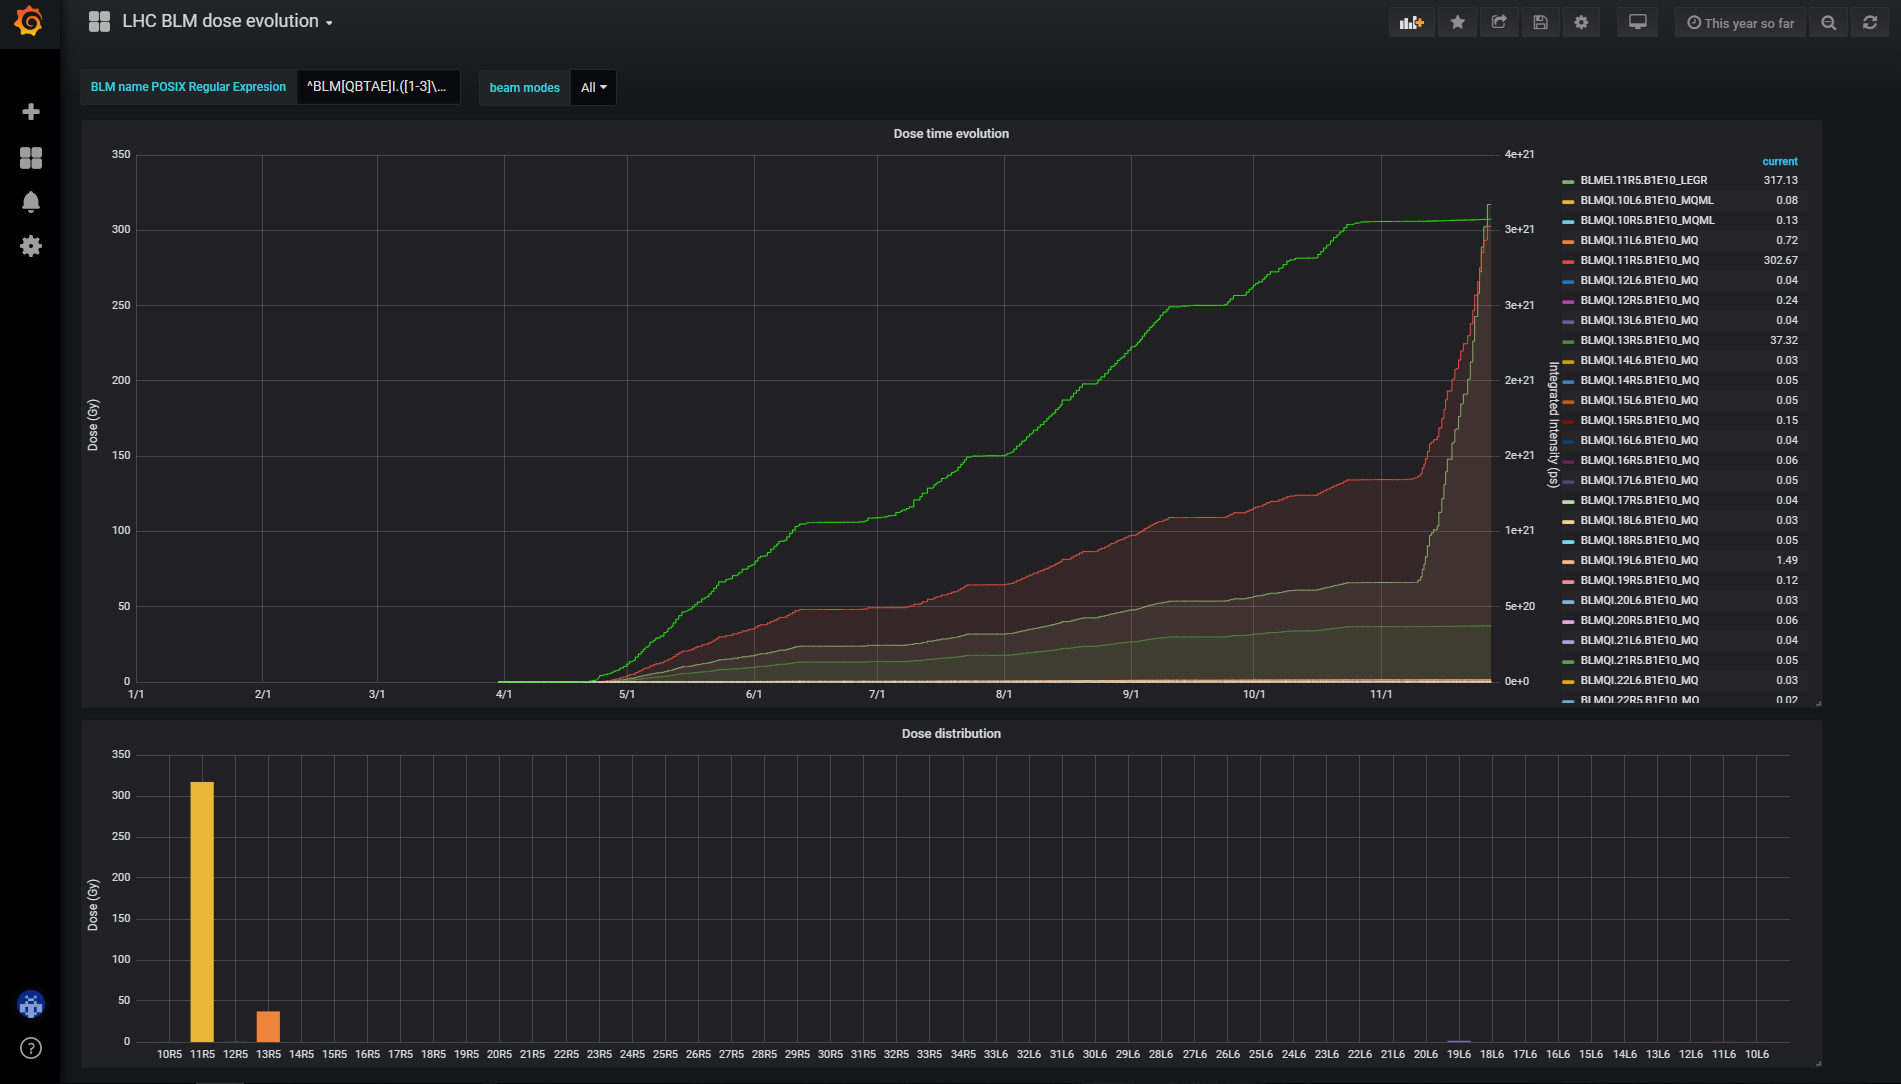 LHC BLM dose evolution
This year so far
BLM name POSIX Regular Expresion ^BLM[QBTAE]I.([1-3]\... beam modes All
Dose time evolution
350
300
250
200
150
100
50
0
Dose (Gy)
1/1 2/1 3/1 4/1 5/1 6/1 7/1 8/1 9/1 10/1 11/1
4e+21
3e+21
3e+21
2e+21
2e+21
1e+21
5e+20
0e+0
Integrated Intensity (ps)
current
BLMEI.11R5.B1E10_LEGR 317.13
BLMQI.10L6.B1E10_MQML 0.08
BLMQI.10R5.B1E10_MQML 0.13
BLMQI.11L6.B1E10_MQ 0.72
BLMQI.11R5.B1E10_MQ 302.67
BLMQI.12L6.B1E10_MQ 0.04
BLMQI.12R5.B1E10_MQ 0.24
BLMQI.13L6.B1E10_MQ 0.04
BLMQI.13R5.B1E10_MQ 37.32
BLMQI.14L6.B1E10_MQ 0.03
BLMQI.14R5.B1E10_MQ 0.05
BLMQI.15L6.B1E10_MQ 0.05
BLMQI.15R5.B1E10_MQ 0.15
BLMQI.16L6.B1E10_MQ 0.04
BLMQI.16R5.B1E10_MQ 0.06
BLMQI.17L6.B1E10_MQ 0.05
BLMQI.17R5.B1E10_MQ 0.04
BLMQI.18L6.B1E10_MQ 0.03
BLMQI.18R5.B1E10_MQ 0.05
BLMQI.19L6.B1E10_MQ 1.49
BLMQI.19R5.B1E10_MQ 0.12
BLMQI.20L6.B1E10_MQ 0.03
BLMQI.20R5.B1E10_MQ 0.06
BLMQI.21L6.B1E10_MQ 0.04
BLMQI.21R5.B1E10_MQ 0.05
BLMQI.22L6.B1E10_MQ 0.03
BLMQI.22R5.B1E10_MQ 0.02
Dose distribution
350
300
250
200
150
100
50
0
Dose (Gy)
10R5 11R5 12R5 13R5 14R5 15R5 16R5 17R5 18R5 19R5 20R5 21R5 22R5 23R5 24R5 25R5 26R5 27R5 28R5 29R5 30R5 31R5 32R5 33R5 34R5 33L6 32L6 31L6 30L6 29L6 28L6 27L6 26L6 25L6 24L6 23L6 22L6 21L6 20L6 19L6 18L6 17L6 16L6 15L6 14L6 13L6 12L6 11L6 10L6